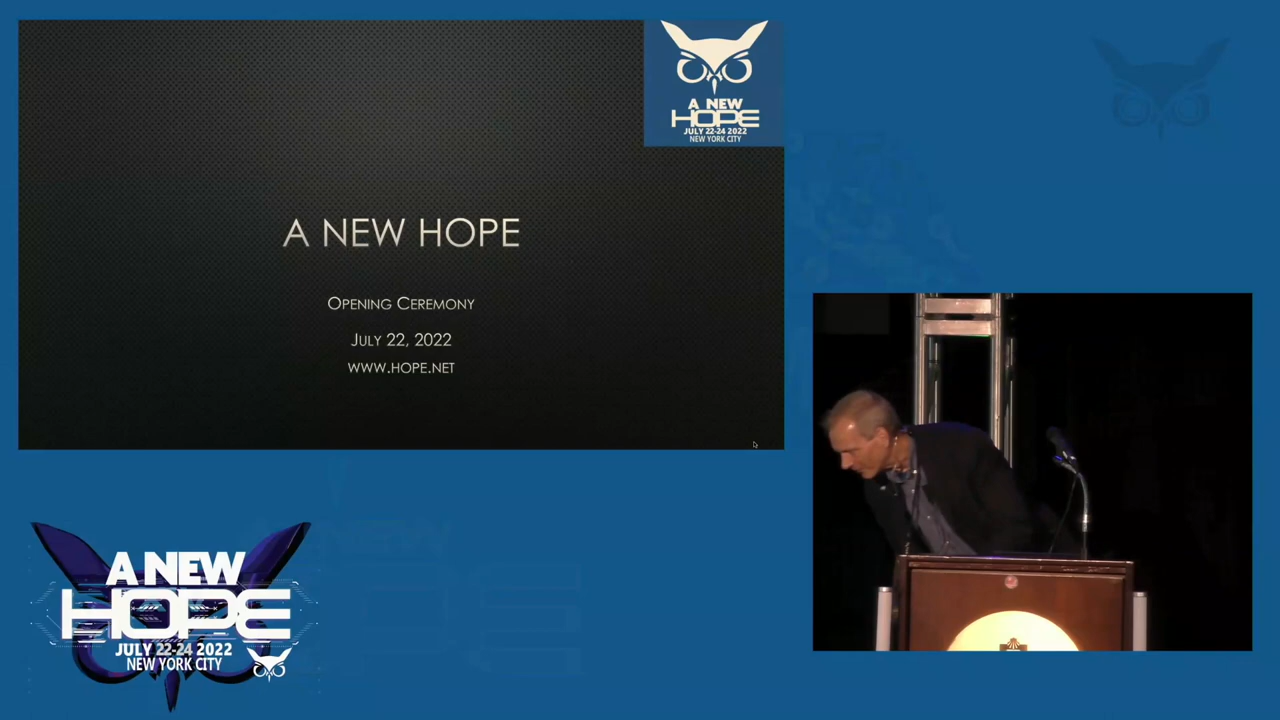 A NEW
HOPE
JULY 22-24 2022
NEW YORK CITY
A NEW HOPE
OPENING CEREMONY
JULY 22, 2022
WWW.HOPE.NET
A NEW
HOPE
JULY 22-24 2022
NEW YORK CITY